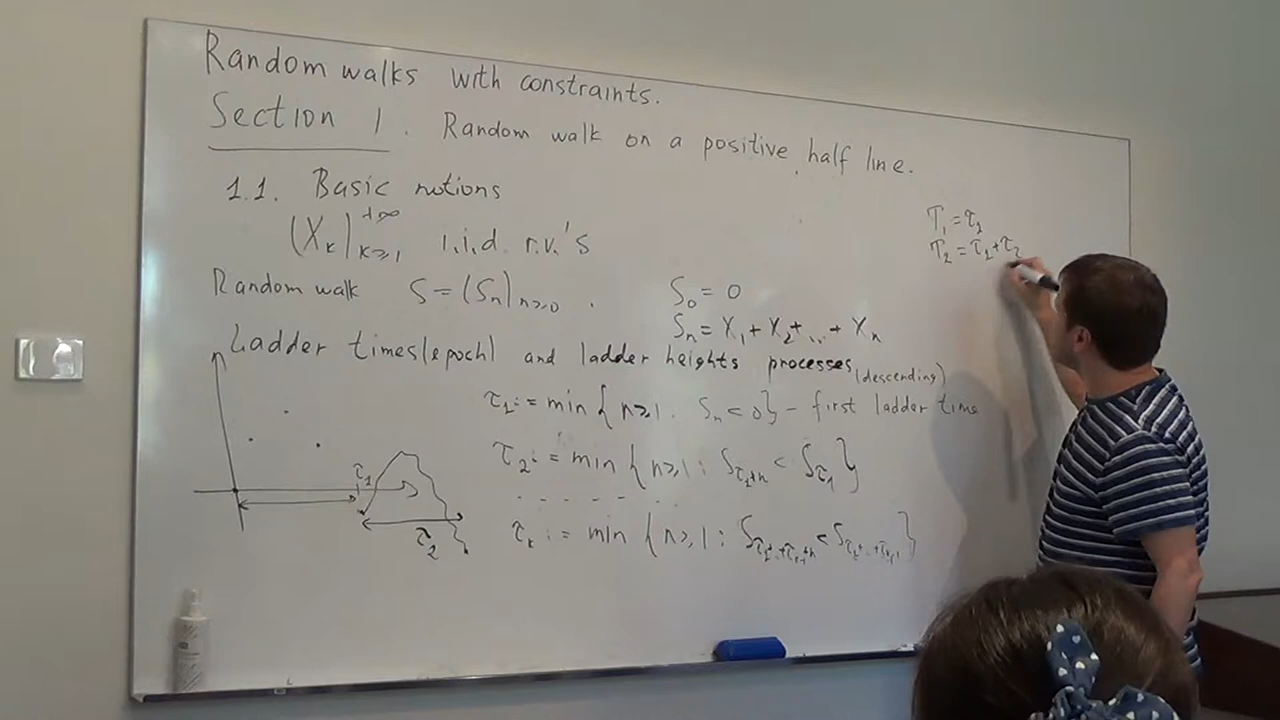 Random walks with constraints.
Section 1. Random walk on a positive half line.
1.1. Basic notions
(X_k)_{k≥1}^{+∞} i.i.d. r.v.'s
Random walk S=(S_n)_{n≥0}.
S_0 = 0
S_n = X_1 + X_2 + ... + X_n
Ladder times(epoch) and ladder heights processes (descending)
τ_1 := min{n≥1: S_n < 0} - first ladder time
τ_2 := min{n≥1: S_{τ_1+n} < S_{τ_1}}
τ_k := min{n≥1: S_{τ_1+..+τ_{k-1}+n} < S_{τ_1+..+τ_{k-1}}}
τ_1
τ_2
T_1 = τ_1
T_2 = τ_1+τ_2